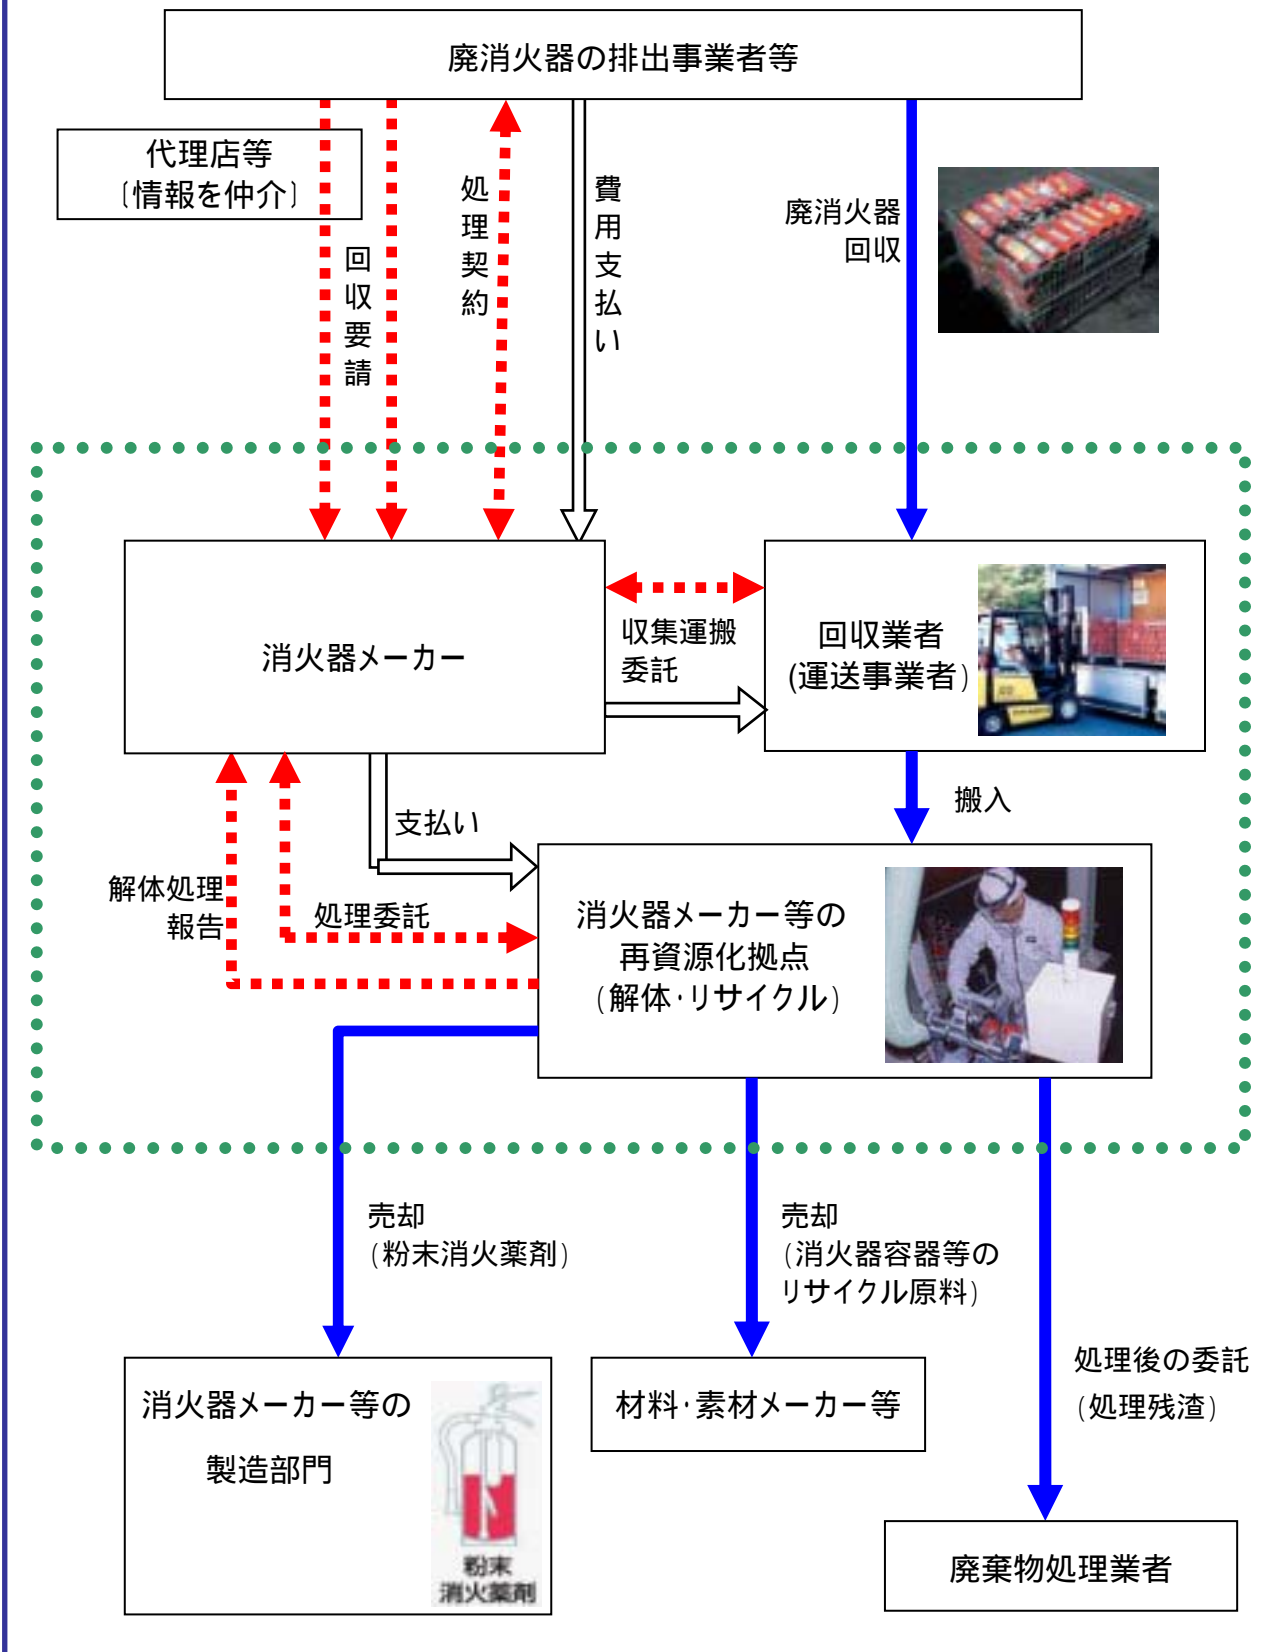 廃消火器の排出事業者等
代理店等
(情報を仲介)
回収要請
処理契約
費用支払い
廃消火器
回収
消火器メーカー
収集運搬
委託
回収業者
(運送事業者)
搬入
支払い
解体処理
報告
処理委託
消火器メーカー等の
再資源化拠点
(解体・リサイクル)
売却
(粉末消火薬剤)
売却
(消火器容器等の
リサイクル原料)
処理後の委託
(処理残渣)
消火器メーカー等の
製造部門
粉末
消火薬剤
材料・素材メーカー等
廃棄物処理業者